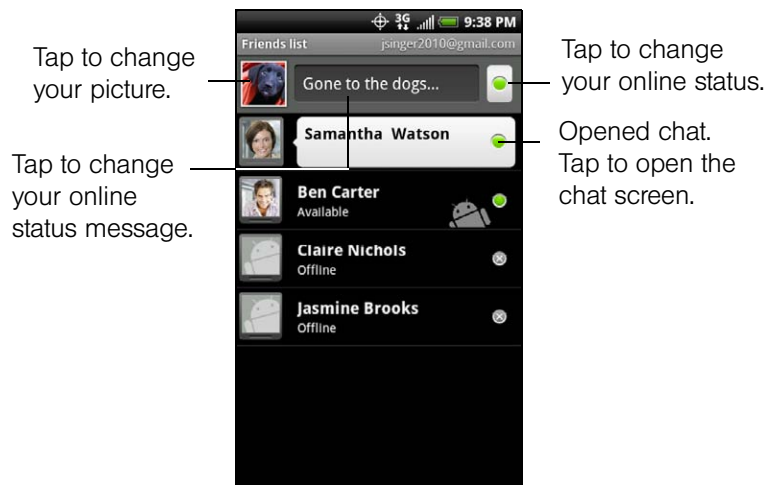 3G 9:38 PM
Friends list jsinger2010@gmail.com
Tap to change
your picture.
Gone to the dogs...
Tap to change
your online status.
Samantha Watson
Opened chat.
Tap to open the
chat screen.
Tap to change
your online
status message.
Ben Carter
Available
Claire Nichols
Offline
Jasmine Brooks
Offline